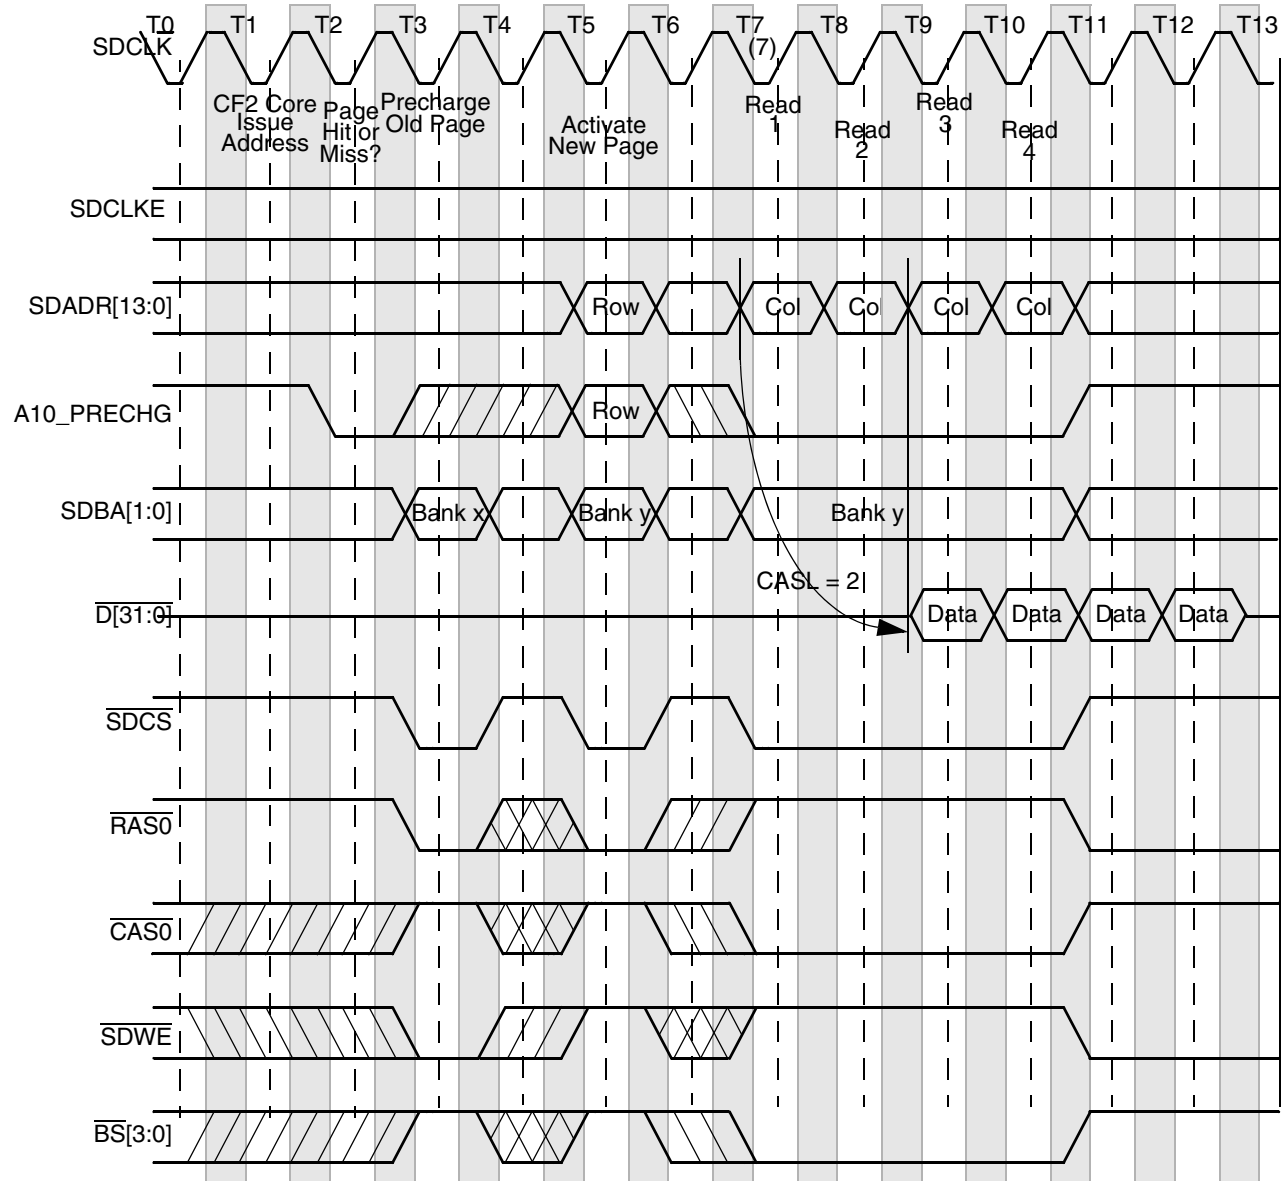 T0 T1 T2 T3 T4 T5 T6 T7 T8 T9 T10 T11 T12 T13
SDCLK
(7)
CF2 Core
Issue
Address
Page
Hit or
Miss?
Precharge
Old Page
Activate
New Page
Read
1
Read
2
Read
3
Read
4
SDCLKE
SDADR[13:0] Row Col Col Col Col
A10_PRECHG Row
SDBA[1:0] Bank x Bank y Bank y
CASL = 2
D[31:0] Data Data Data Data
SDCS
RAS0
CAS0
SDWE
BS[3:0]